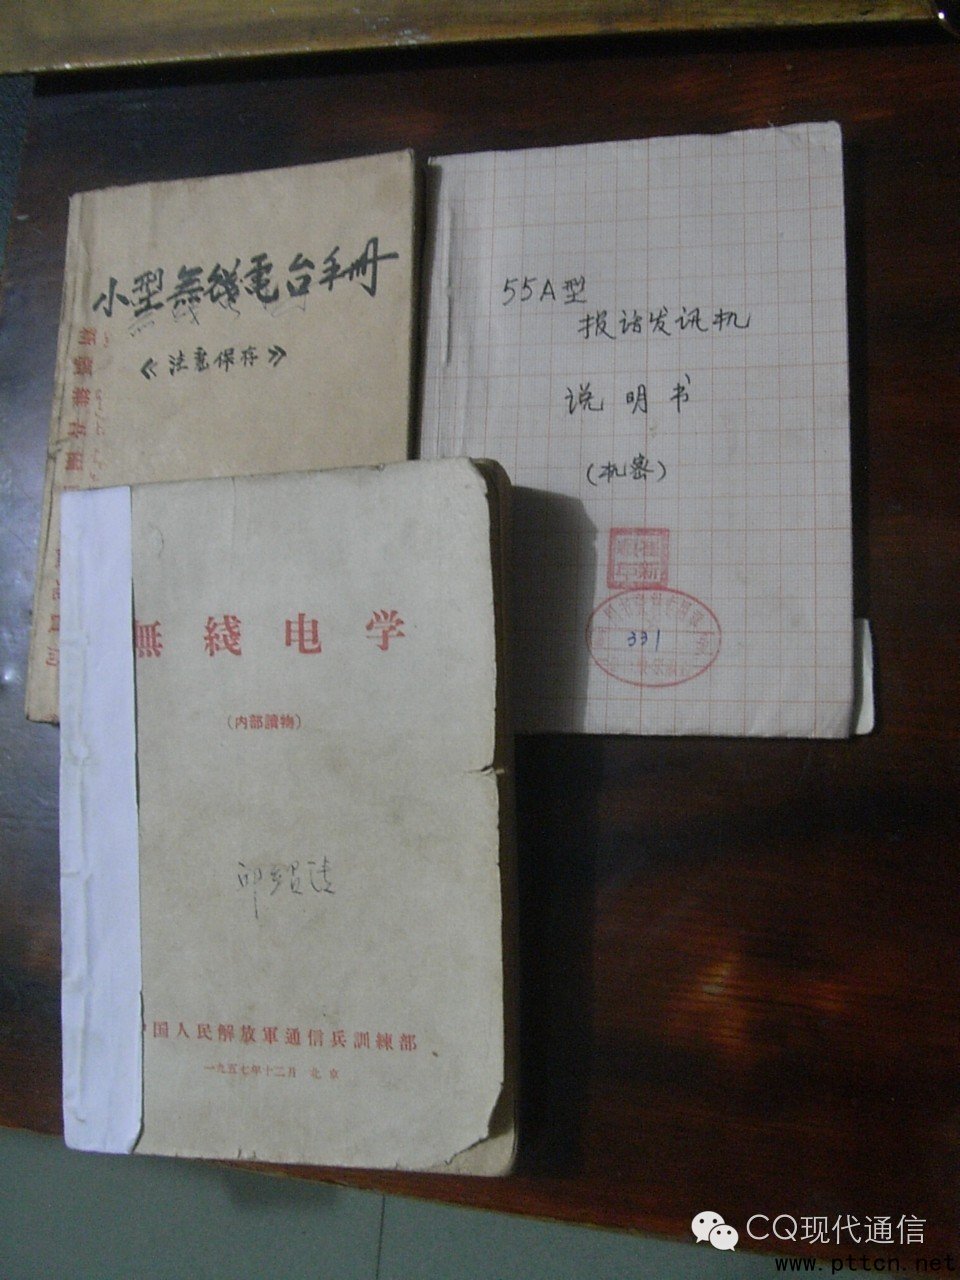 小型無綫電台手册
《注意保存》
55A型
报话发讯机
说明书
(机密)
331
無綫电学
(内部讀物)
国人民解放軍通信兵訓練部
一九五七年十二月 北京
CQ现代通信
www.pttcn.net